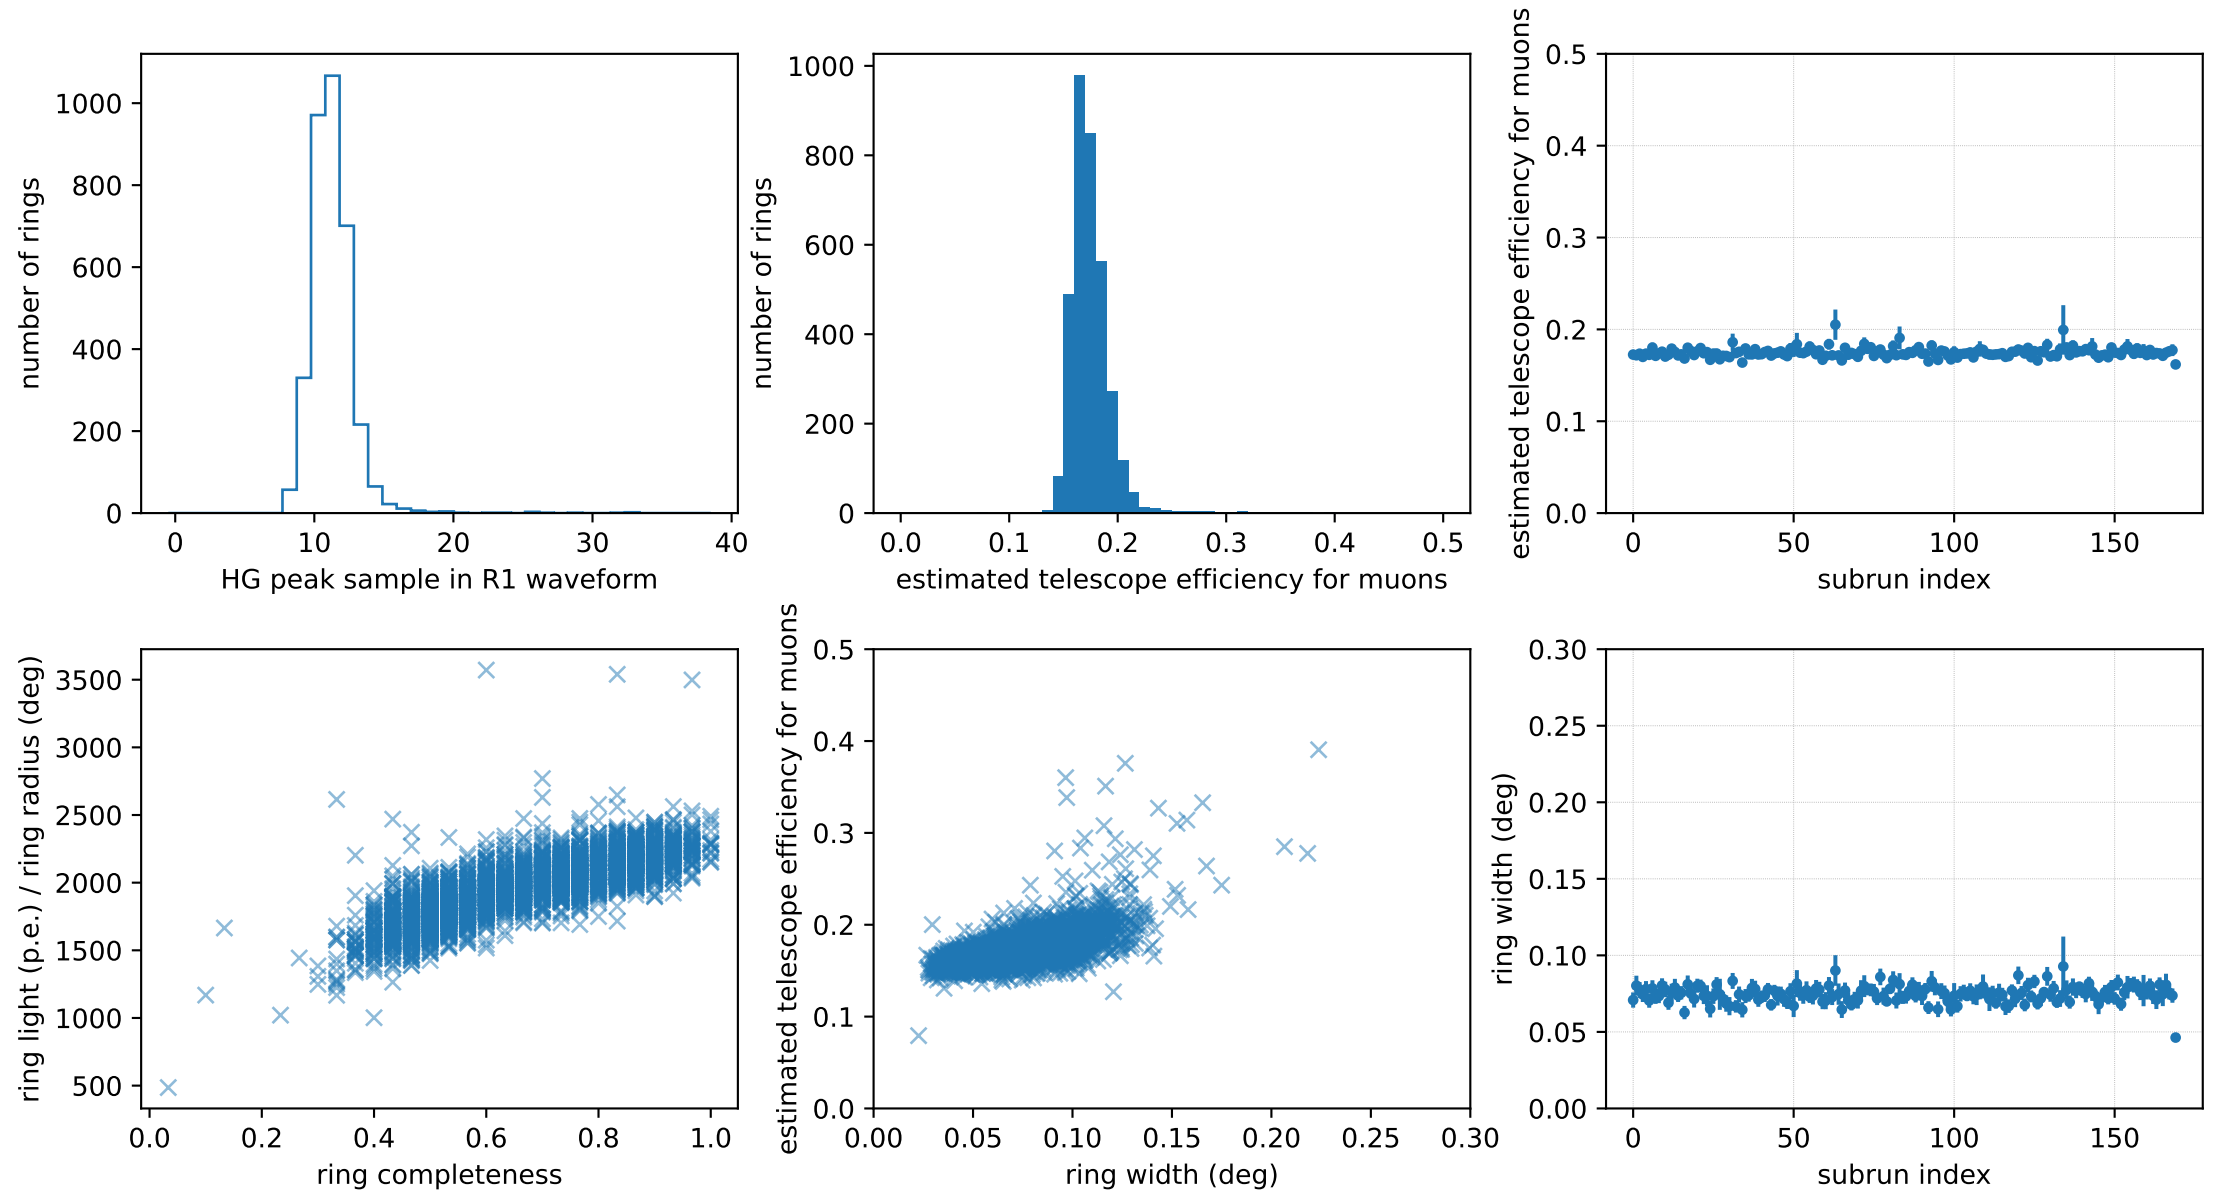 number of rings
1000
800
600
400
200
0
0 10 20 30 40
HG peak sample in R1 waveform
number of rings
1000
800
600
400
200
0
0.0 0.1 0.2 0.3 0.4 0.5
estimated telescope efficiency for muons
estimated telescope efficiency for muons
0.5
0.4
0.3
0.2
0.1
0.0
0 50 100 150
subrun index
ring light (p.e.) / ring radius (deg)
3500
3000
2500
2000
1500
1000
500
0.0 0.2 0.4 0.6 0.8 1.0
ring completeness
estimated telescope efficiency for muons
0.5
0.4
0.3
0.2
0.1
0.0
0.00 0.05 0.10 0.15 0.20 0.25 0.30
ring width (deg)
ring width (deg)
0.30
0.25
0.20
0.15
0.10
0.05
0.00
0 50 100 150
subrun index